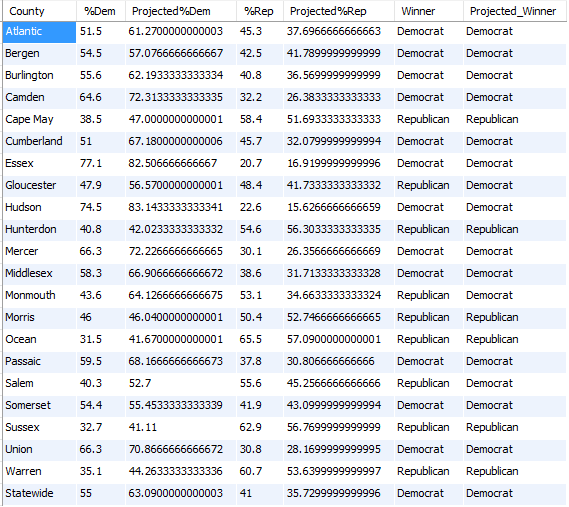 County %Dem Projected%Dem %Rep Projected%Rep Winner Projected_Winner
Atlantic 51.5 61.2700000000003 45.3 37.6966666666663 Democrat Democrat
Bergen 54.5 57.0766666666667 42.5 41.7899999999999 Democrat Democrat
Burlington 55.6 62.1933333333334 40.8 36.5699999999999 Democrat Democrat
Camden 64.6 72.3133333333335 32.2 26.3833333333333 Democrat Democrat
Cape May 38.5 47.0000000000001 58.4 51.6933333333333 Republican Republican
Cumberland 51 67.1800000000006 45.7 32.0799999999994 Democrat Democrat
Essex 77.1 82.506666666667 20.7 16.9199999999996 Democrat Democrat
Gloucester 47.9 56.5700000000001 48.4 41.7333333333332 Republican Democrat
Hudson 74.5 83.1433333333341 22.6 15.6266666666659 Democrat Democrat
Hunterdon 40.8 42.0233333333332 54.6 56.3033333333335 Republican Republican
Mercer 66.3 72.2266666666665 30.1 26.3566666666669 Democrat Democrat
Middlesex 58.3 66.9066666666672 38.6 31.7133333333328 Democrat Democrat
Monmouth 43.6 64.1266666666675 53.1 34.6633333333324 Republican Democrat
Morris 46 46.0400000000001 50.4 52.7466666666665 Republican Republican
Ocean 31.5 41.6700000000001 65.5 57.0900000000001 Republican Republican
Passaic 59.5 68.1666666666673 37.8 30.806666666666 Democrat Democrat
Salem 40.3 52.7 55.6 45.2566666666666 Republican Democrat
Somerset 54.4 55.4533333333339 41.9 43.0999999999994 Democrat Democrat
Sussex 32.7 41.11 62.9 56.7699999999999 Republican Republican
Union 66.3 70.8666666666672 30.8 28.1699999999995 Democrat Democrat
Warren 35.1 44.2633333333336 60.7 53.6399999999997 Republican Republican
Statewide 55 63.0900000000003 41 35.7299999999996 Democrat Democrat